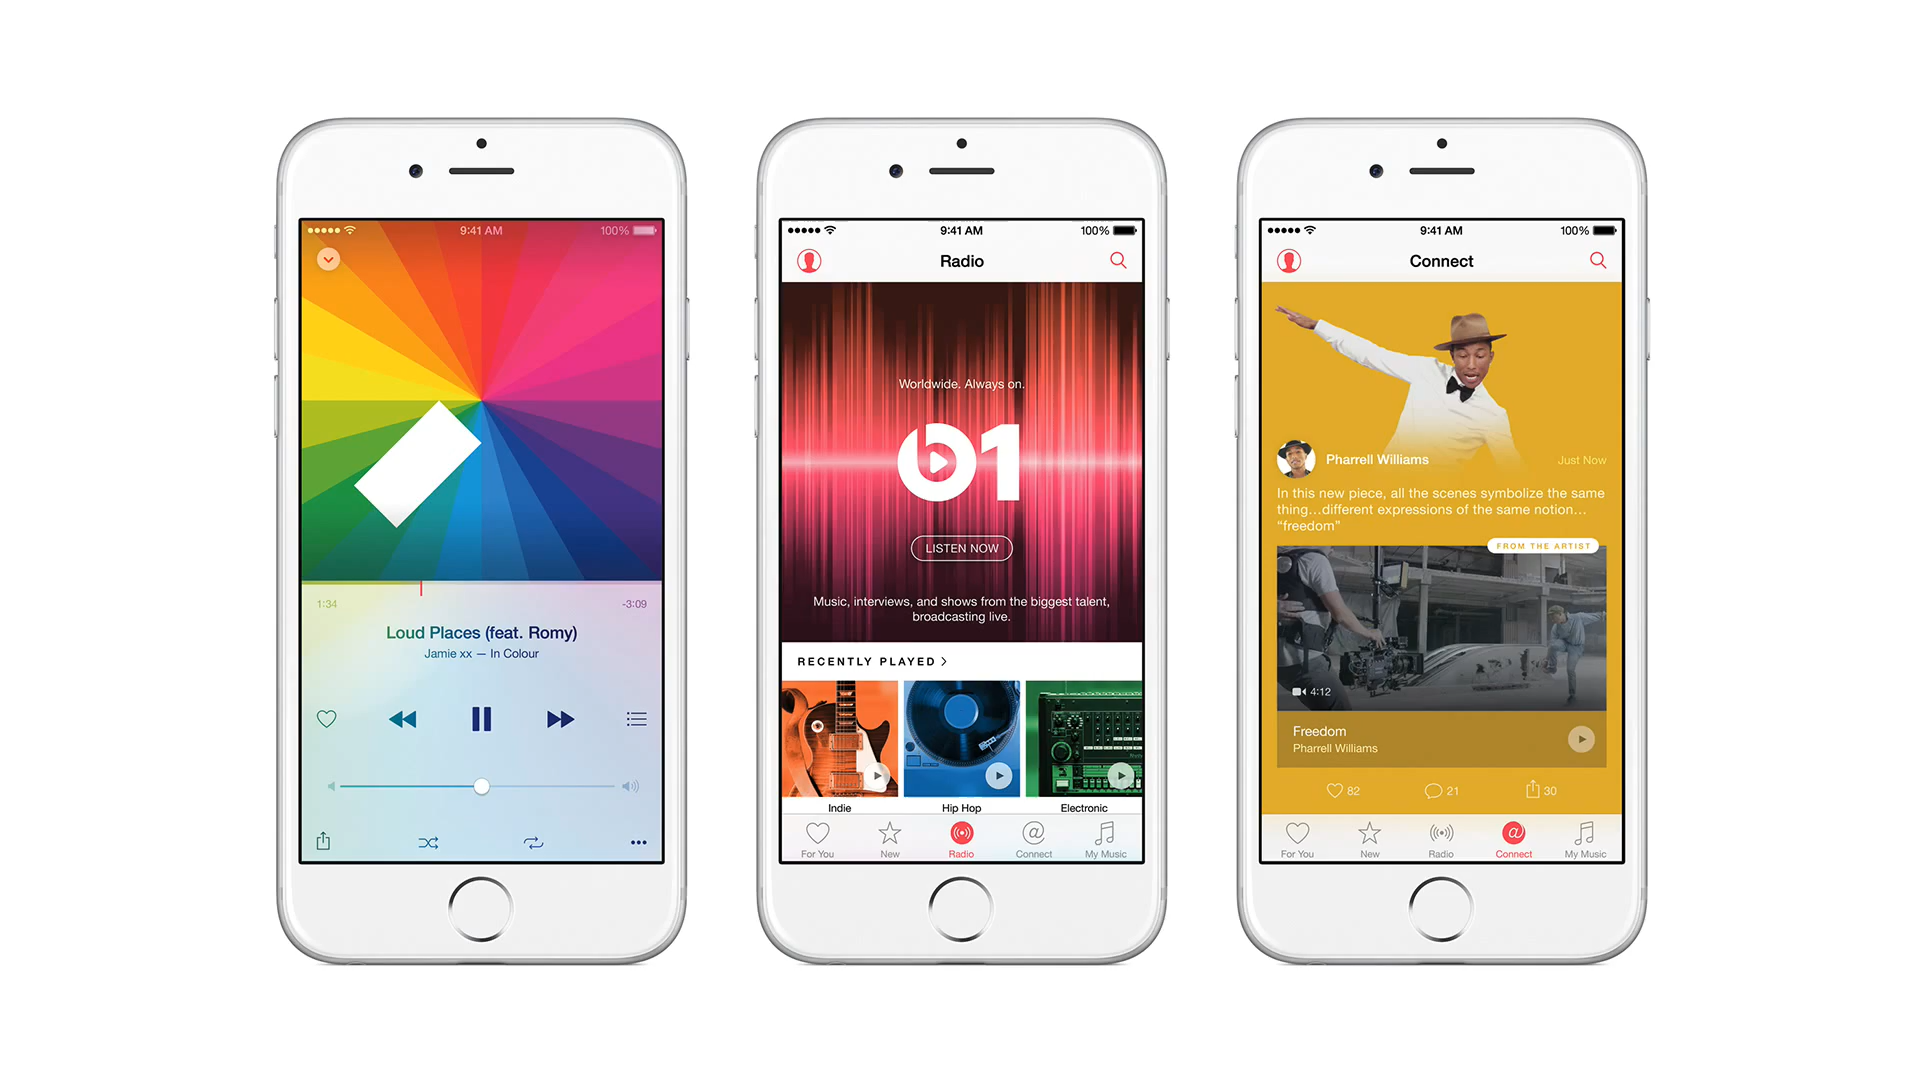 9:41 AM
100%
1:34
-3:09
Loud Places (feat. Romy)
Jamie xx — In Colour
9:41 AM
100%
Radio
Worldwide. Always on.
b1
LISTEN NOW
Music, interviews, and shows from the biggest talent,
broadcasting live.
RECENTLY PLAYED >
Indie
Hip Hop
Electronic
For You
New
Radio
Connect
My Music
9:41 AM
100%
Connect
Pharrell Williams
Just Now
In this new piece, all the scenes symbolize the same
thing…different expressions of the same notion…
“freedom”
FROM THE ARTIST
4:12
Freedom
Pharrell Williams
82
21
30
For You
New
Radio
@
Connect
My Music